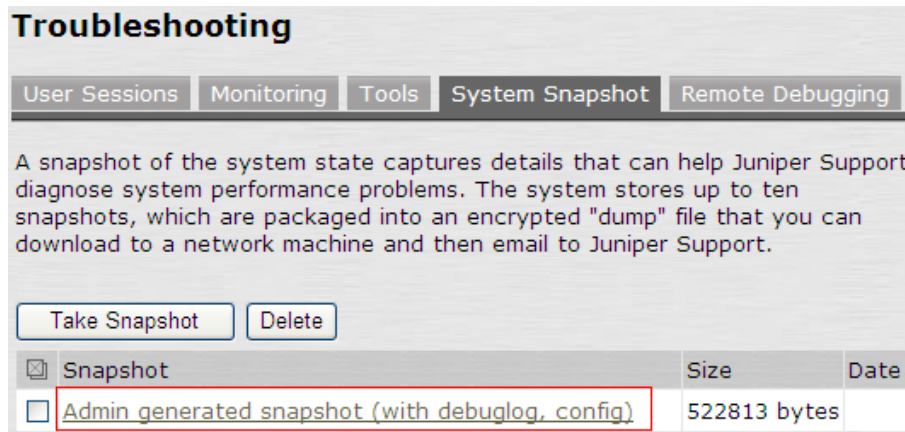 Troubleshooting
User Sessions Monitoring Tools System Snapshot Remote Debugging
A snapshot of the system state captures details that can help Juniper Support
diagnose system performance problems. The system stores up to ten
snapshots, which are packaged into an encrypted "dump" file that you can
download to a network machine and then email to Juniper Support.
Take Snapshot Delete
Snapshot Size Date
Admin generated snapshot (with debuglog, config) 522813 bytes